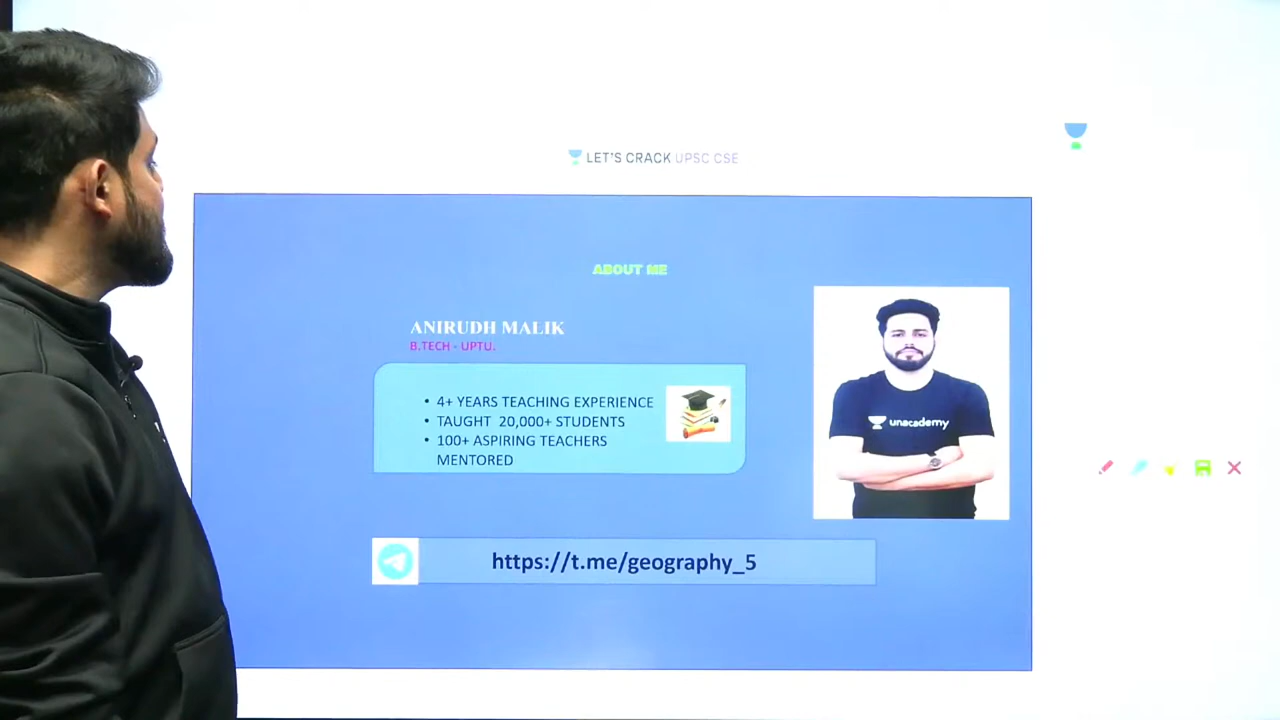 LET'S CRACK UPSC CSE
ABOUT ME
ANIRUDH MALIK
B.TECH - UPTU.
• 4+ YEARS TEACHING EXPERIENCE
• TAUGHT 20,000+ STUDENTS
• 100+ ASPIRING TEACHERS
MENTORED
unacademy
https://t.me/geography_5